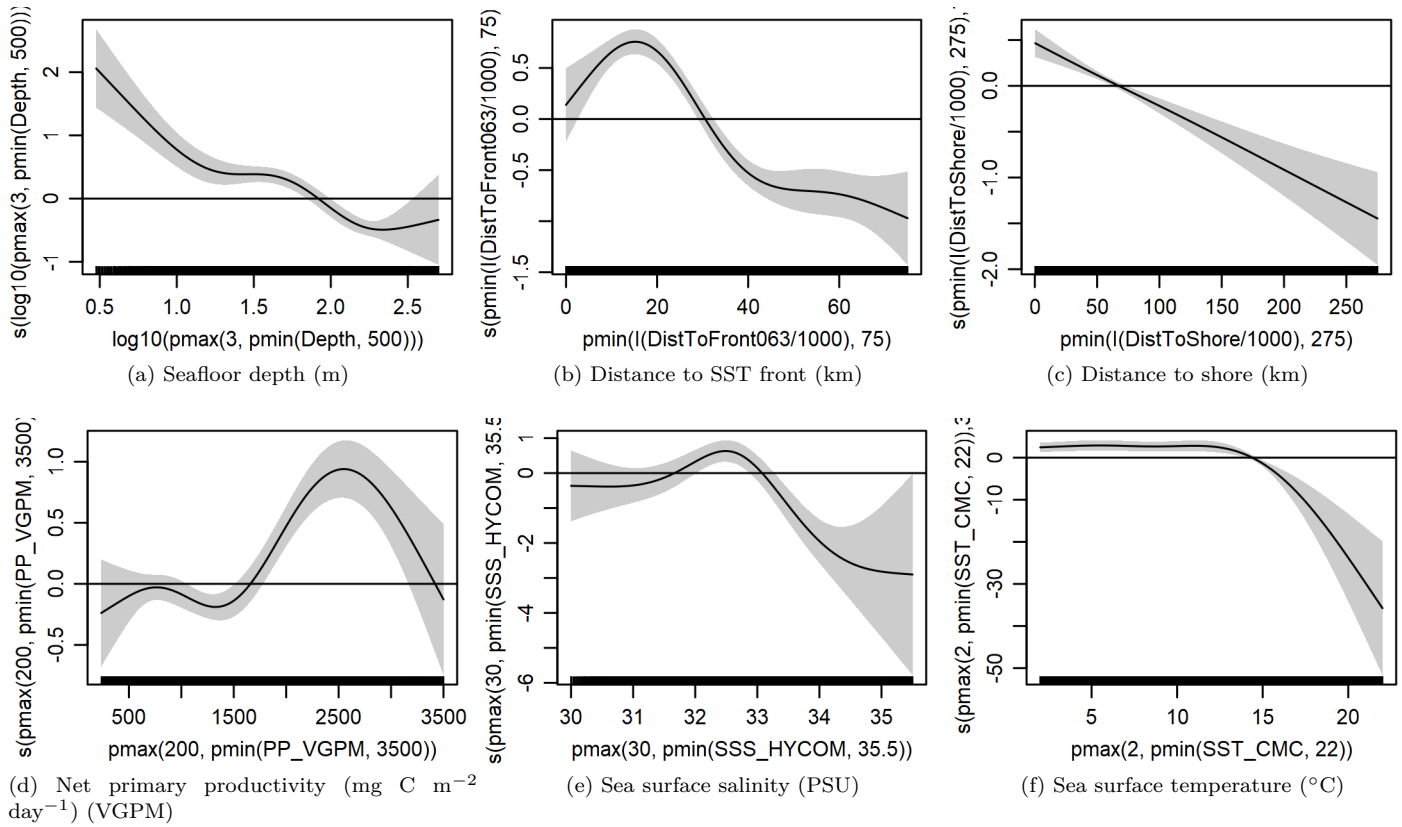 s(log10(pmax(3, pmin(Depth, 500)))
2
1
0
-1
0.5 1.0 1.5 2.0 2.5
log10(pmax(3, pmin(Depth, 500)))
(a) Seafloor depth (m)
s(pmin(I(DistToFront063/1000), 75)
0.5
0.0
-0.5
-1.5
0 20 40 60
pmin(I(DistToFront063/1000), 75)
(b) Distance to SST front (km)
s(pmin(I(DistToShore/1000), 275),
0.0
-1.0
-2.0
0 50 100 150 200 250
pmin(I(DistToShore/1000), 275)
(c) Distance to shore (km)
s(pmax(200, pmin(PP_VGPM, 3500)
1.0
0.5
0.0
-0.5
500 1500 2500 3500
pmax(200, pmin(PP_VGPM, 3500))
(d) Net primary productivity (mg C m−2
day−1) (VGPM)
s(pmax(30, pmin(SSS_HYCOM, 35.5
1
0
-2
-4
-6
30 31 32 33 34 35
pmax(30, pmin(SSS_HYCOM, 35.5))
(e) Sea surface salinity (PSU)
s(pmax(2, pmin(SST_CMC, 22)),
0
-10
-30
-50
5 10 15 20
pmax(2, pmin(SST_CMC, 22))
(f) Sea surface temperature (°C)